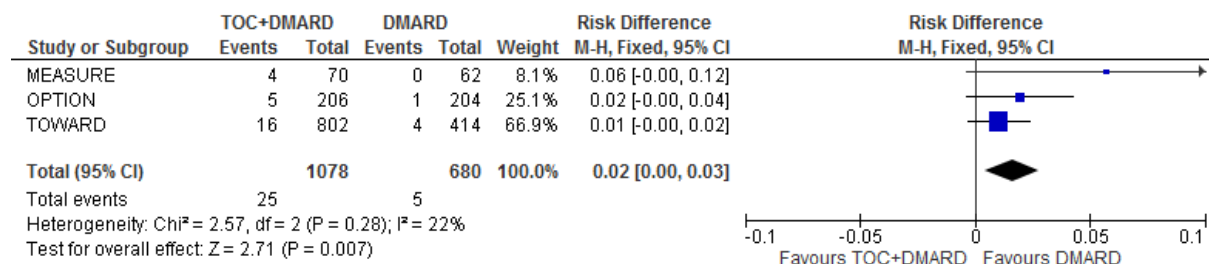 TOC+DMARD DMARD Risk Difference Risk Difference
Study or Subgroup Events Total Events Total Weight M-H, Fixed, 95% CI M-H, Fixed, 95% CI
MEASURE 4 70 0 62 8.1% 0.06 [-0.00, 0.12]
OPTION 5 206 1 204 25.1% 0.02 [-0.00, 0.04]
TOWARD 16 802 4 414 66.9% 0.01 [-0.00, 0.02]
Total (95% CI) 1078 680 100.0% 0.02 [0.00, 0.03]
Total events 25 5
Heterogeneity: Chi² = 2.57, df = 2 (P = 0.28); I² = 22%
Test for overall effect: Z = 2.71 (P = 0.007)
-0.1 -0.05 0 0.05 0.1
Favours TOC+DMARD Favours DMARD